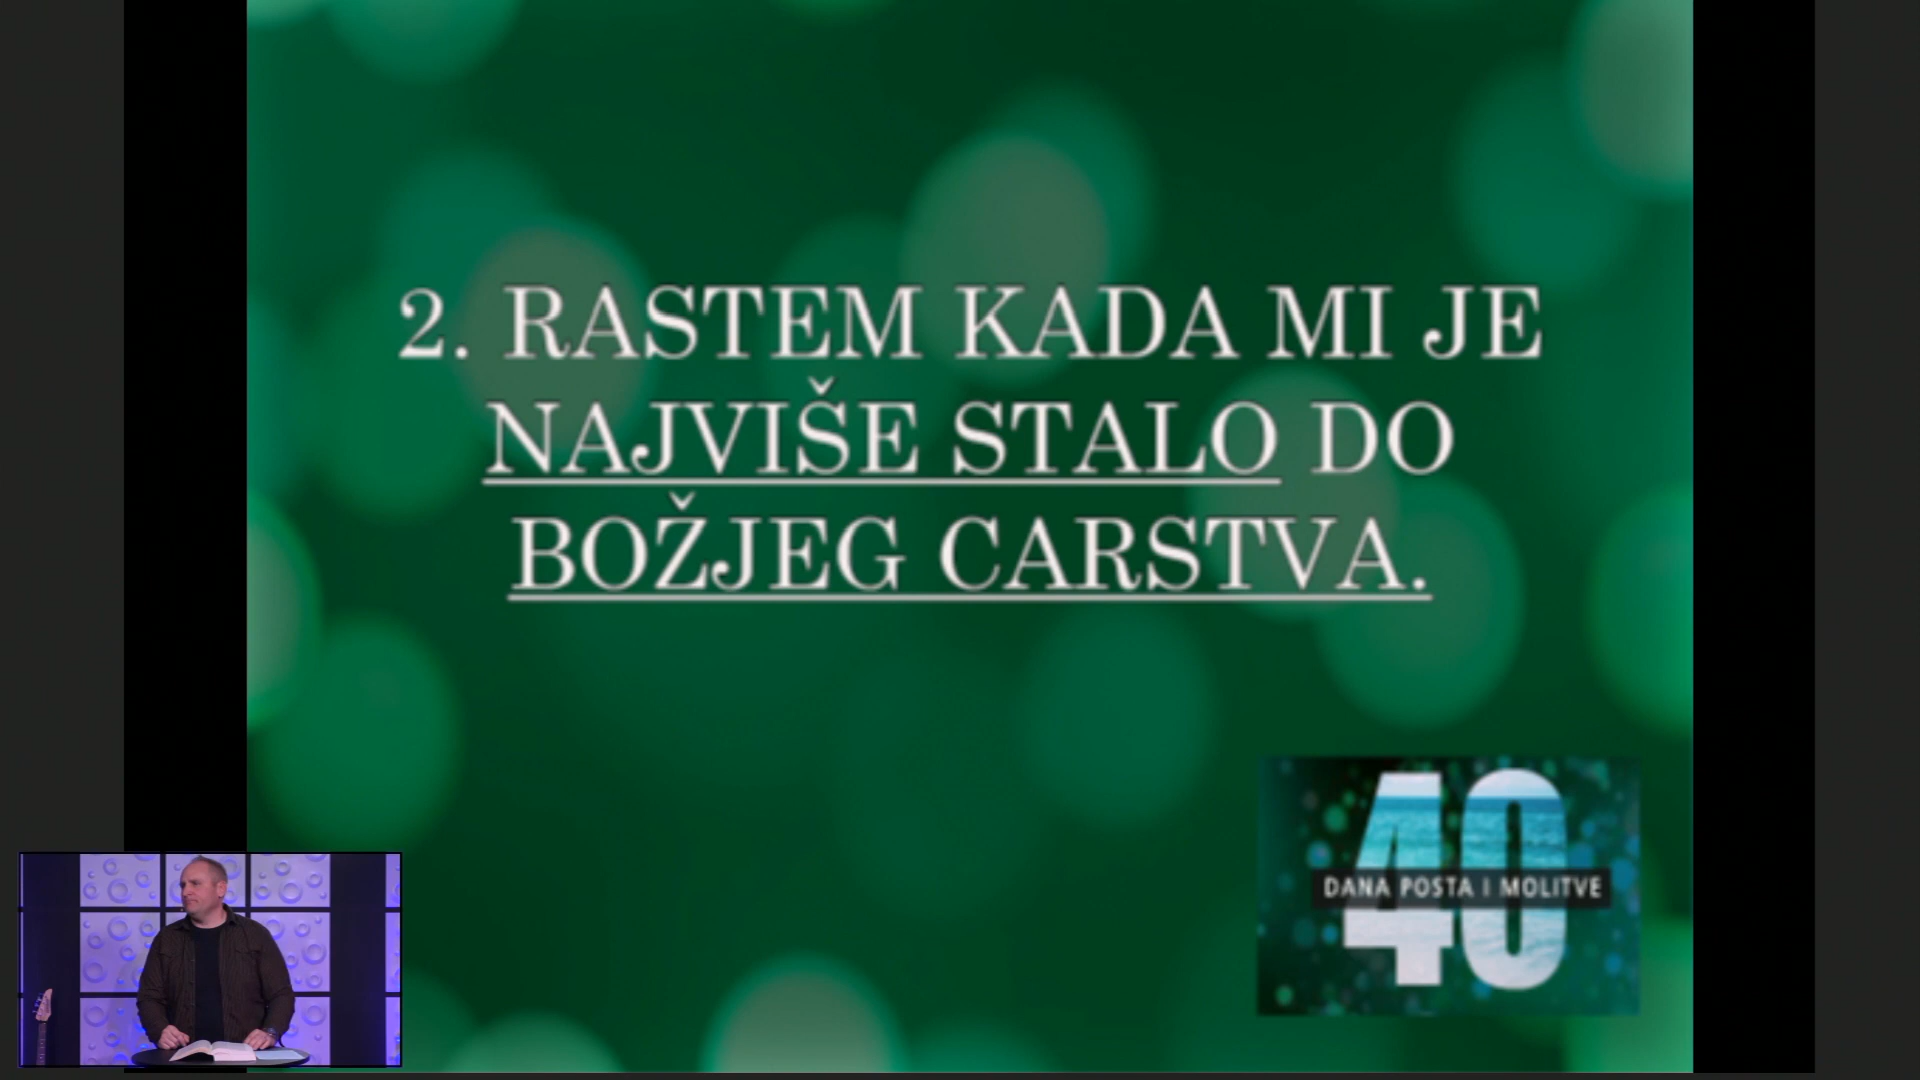 2. RASTEM KADA MI JE
NAJVIŠE STALO DO
BOŽJEG CARSTVA.
40
DANA POSTA I MOLITVE